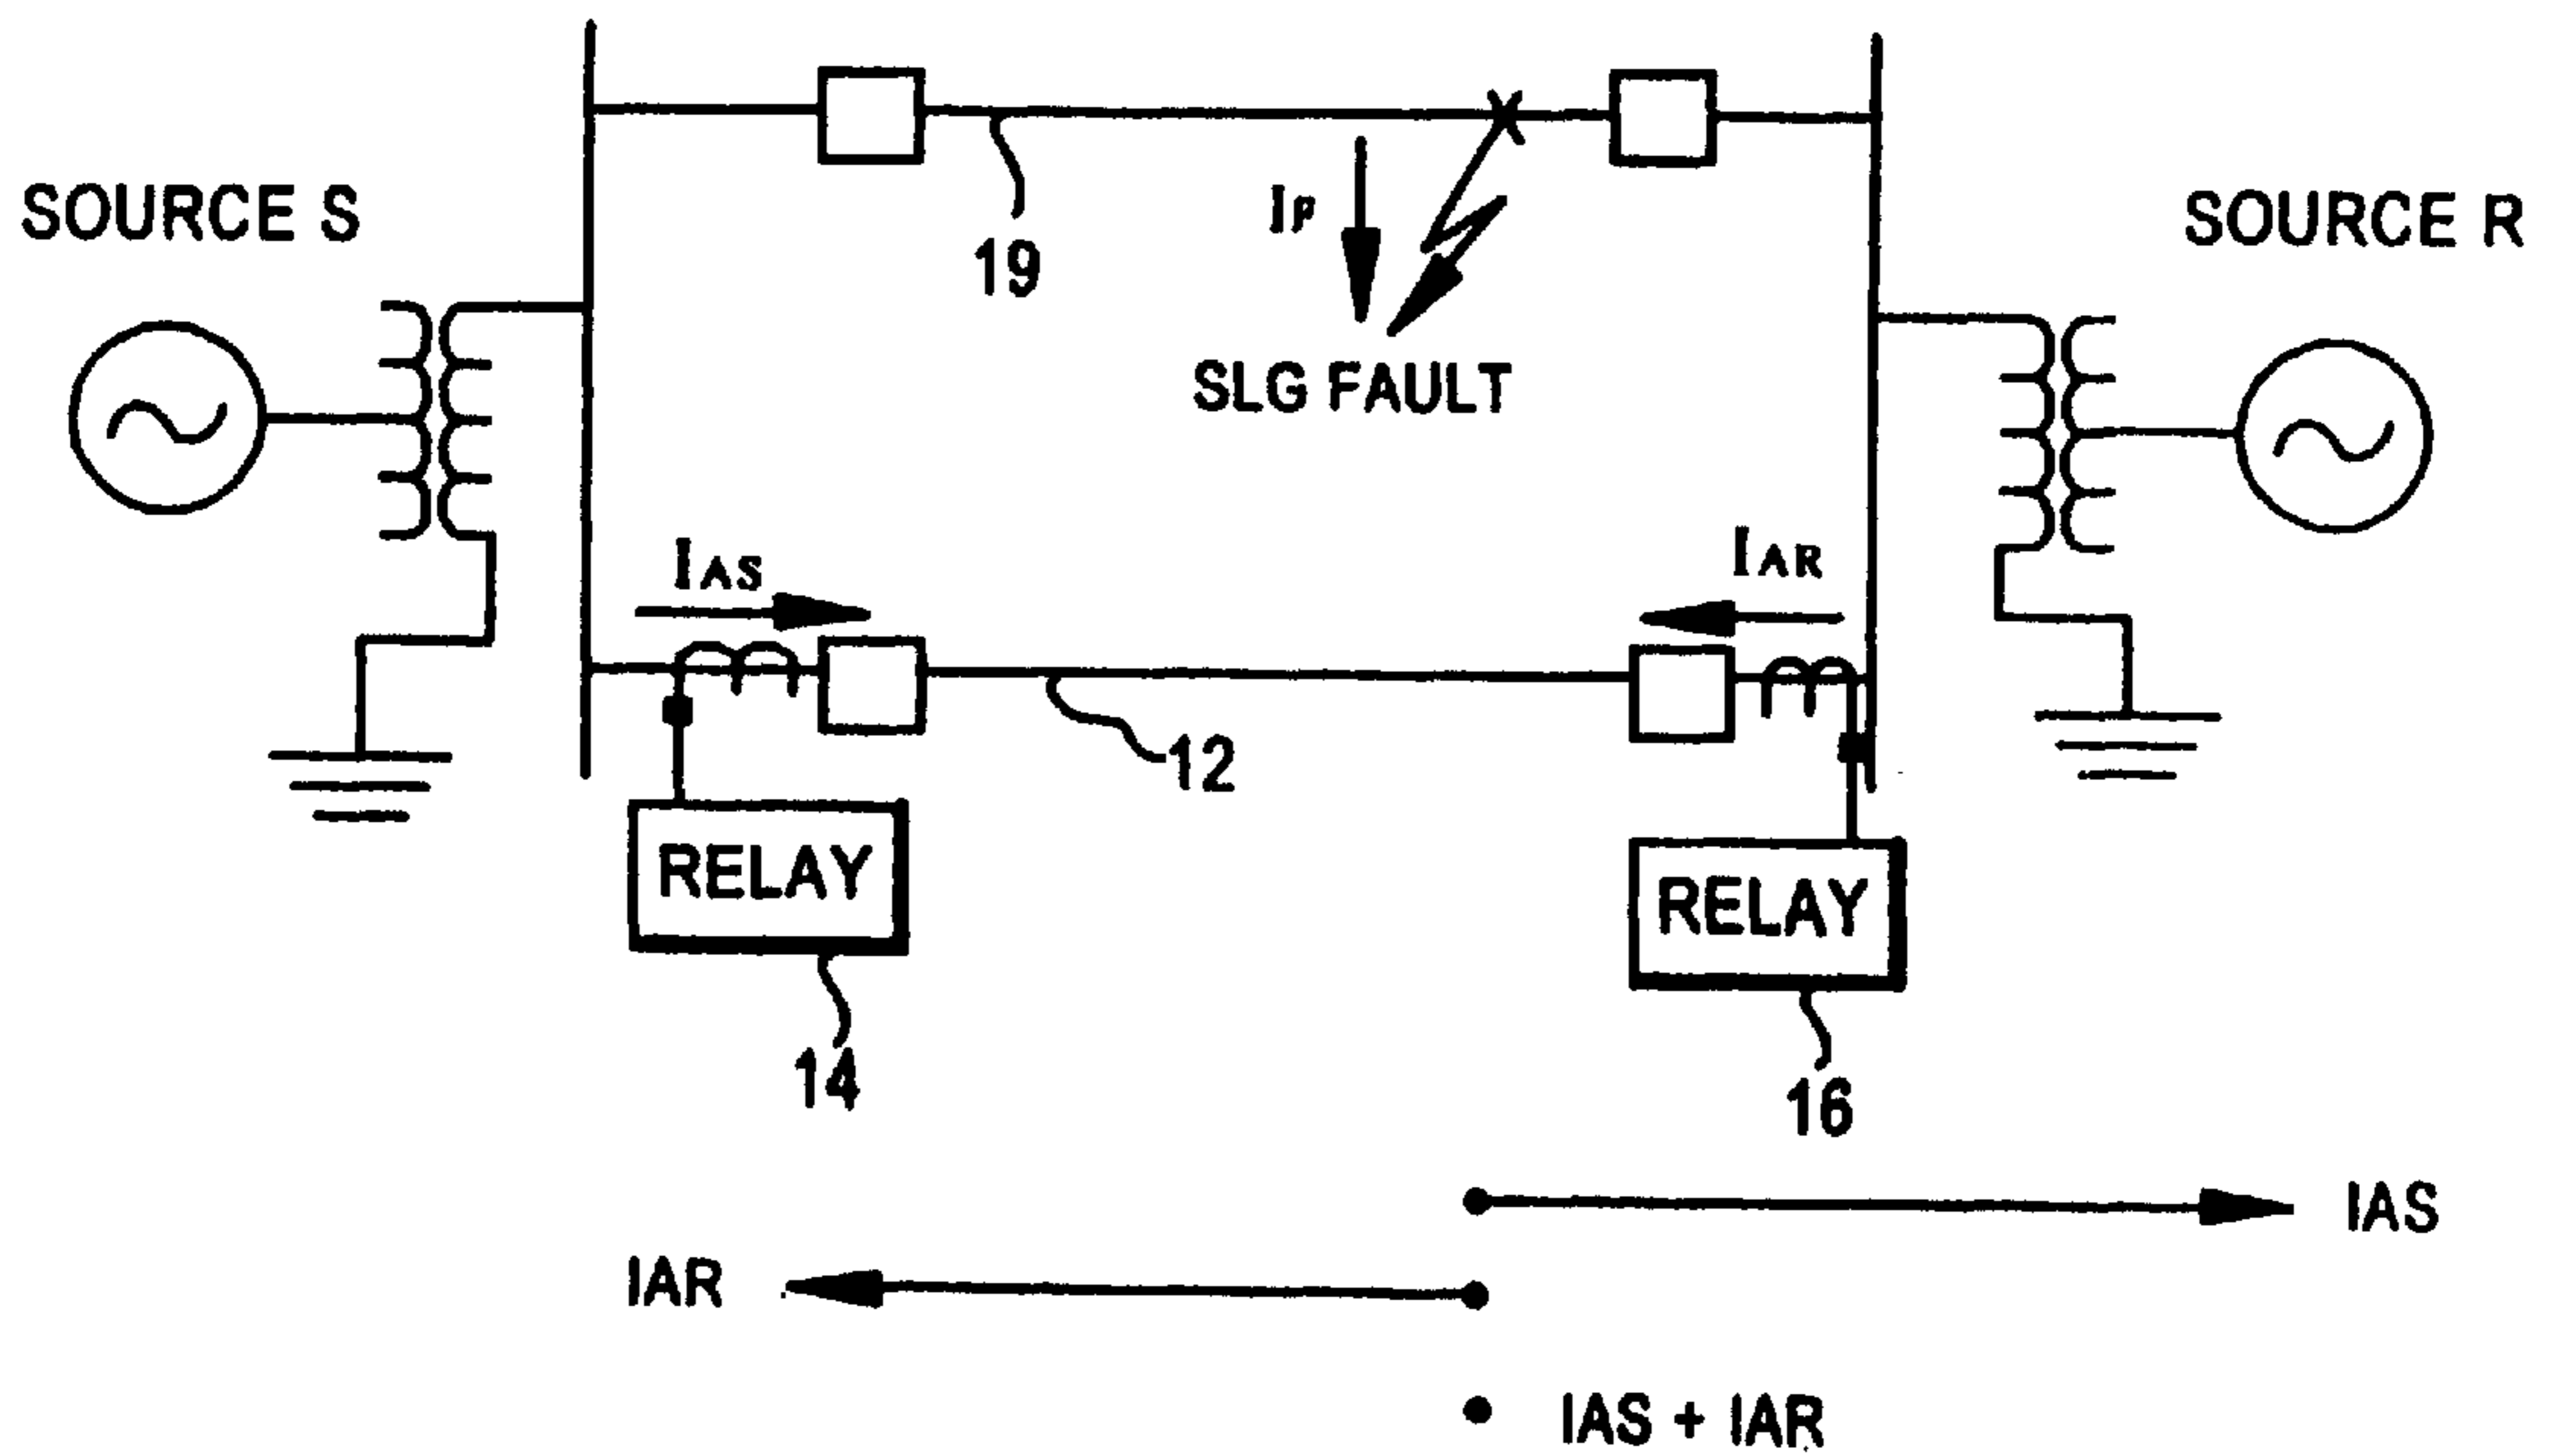 SOURCE S
SOURCE R
IF
19
SLG FAULT
IAS
IAR
12
RELAY
RELAY
14
16
IAS
IAR
IAS + IAR